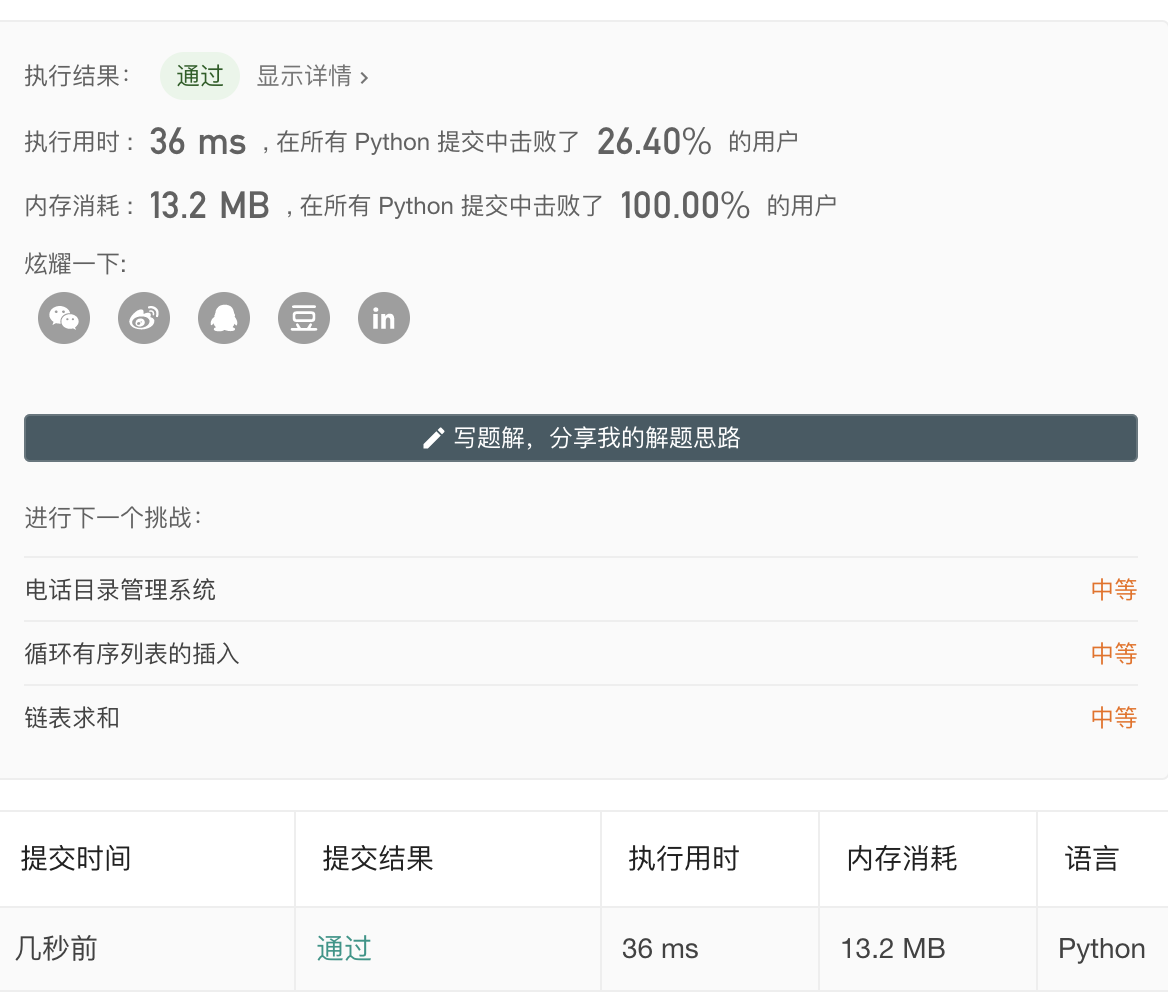 执行结果： 通过 显示详情 ›
执行用时 : 36 ms , 在所有 Python 提交中击败了 26.40% 的用户
内存消耗 : 13.2 MB , 在所有 Python 提交中击败了 100.00% 的用户
炫耀一下:
豆 in
写题解，分享我的解题思路
进行下一个挑战：
电话目录管理系统 中等
循环有序列表的插入 中等
链表求和 中等
提交时间 提交结果 执行用时 内存消耗 语言
几秒前 通过 36 ms 13.2 MB Python